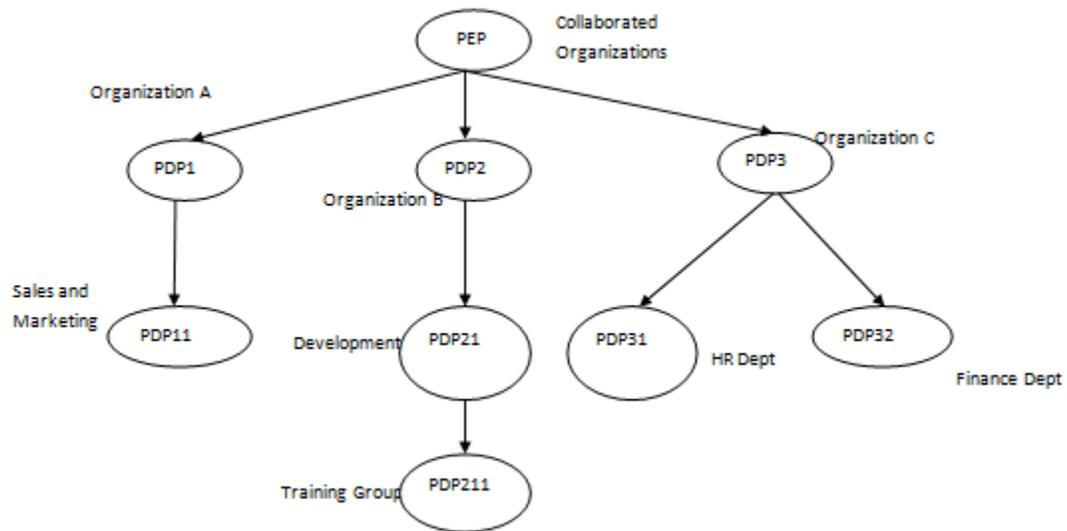 PEP
Collaborated
Organizations
Organization A
PDP1
PDP2
Organization B
PDP3
Organization C
Sales and
Marketing
PDP11
Development
PDP21
PDP31
HR Dept
PDP32
Finance Dept
Training Group
PDP211